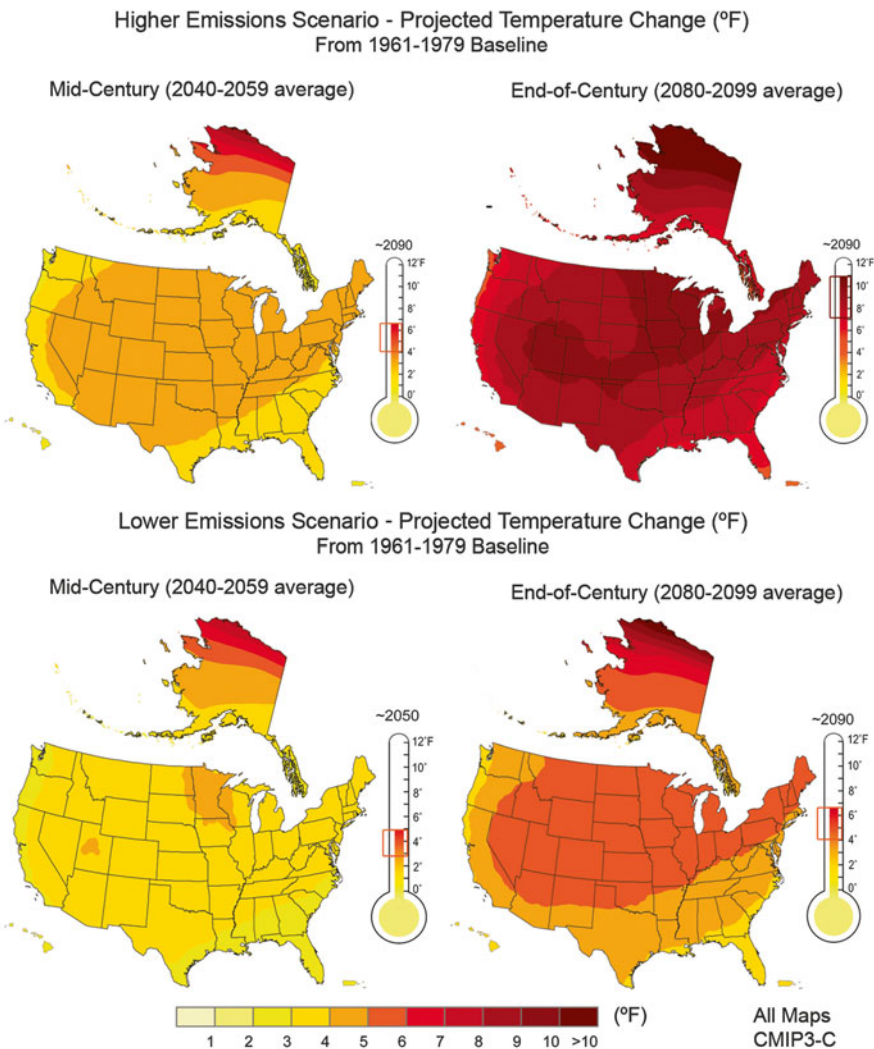 Higher Emissions Scenario - Projected Temperature Change (ºF)
From 1961-1979 Baseline
Mid-Century (2040-2059 average)
End-of-Century (2080-2099 average)
~2090
12˚F
10˚
8˚
6˚
4˚
2˚
0˚
~2090
12˚F
10˚
8˚
6˚
4˚
2˚
0˚
Lower Emissions Scenario - Projected Temperature Change (ºF)
From 1961-1979 Baseline
Mid-Century (2040-2059 average)
End-of-Century (2080-2099 average)
~2050
12˚F
10˚
8˚
6˚
4˚
2˚
0˚
~2090
12˚F
10˚
8˚
6˚
4˚
2˚
0˚
(ºF)
1 2 3 4 5 6 7 8 9 10 >10
All Maps
CMIP3-C